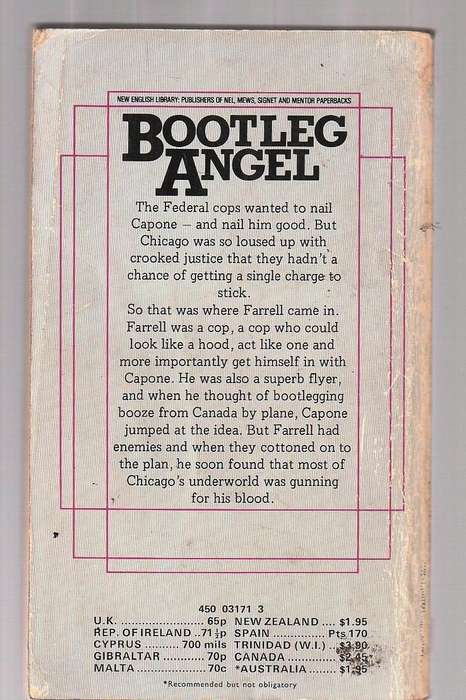 NEW ENGLISH LIBRARY: PUBLISHERS OF NEL, MEWS, SIGNET AND MENTOR PAPERBACKS
BOOTLEG
ANGEL
The Federal cops wanted to nail
Capone — and nail him good. But
Chicago was so loused up with
crooked justice that they hadn't a
chance of getting a single charge to
stick.
So that was where Farrell came in.
Farrell was a cop, a cop who could
look like a hood, act like one and
more importantly get himself in with
Capone. He was also a superb flyer,
and when he thought of bootlegging
booze from Canada by plane, Capone
jumped at the idea. But Farrell had
enemies and when they cottoned on to
the plan, he soon found that most of
Chicago's underworld was gunning
for his blood.
450 03171 3
U.K. .......................... 65p NEW ZEALAND .... $1.95
REP. OF IRELAND .. 71½p SPAIN ............... Pts 170
CYPRUS .......... 700 mils TRINIDAD (W.I.) .. $3.90
GIBRALTAR .......... 70p CANADA ............. $2.45
MALTA .................. 70c *AUSTRALIA ....... $1.95
*Recommended but not obligatory